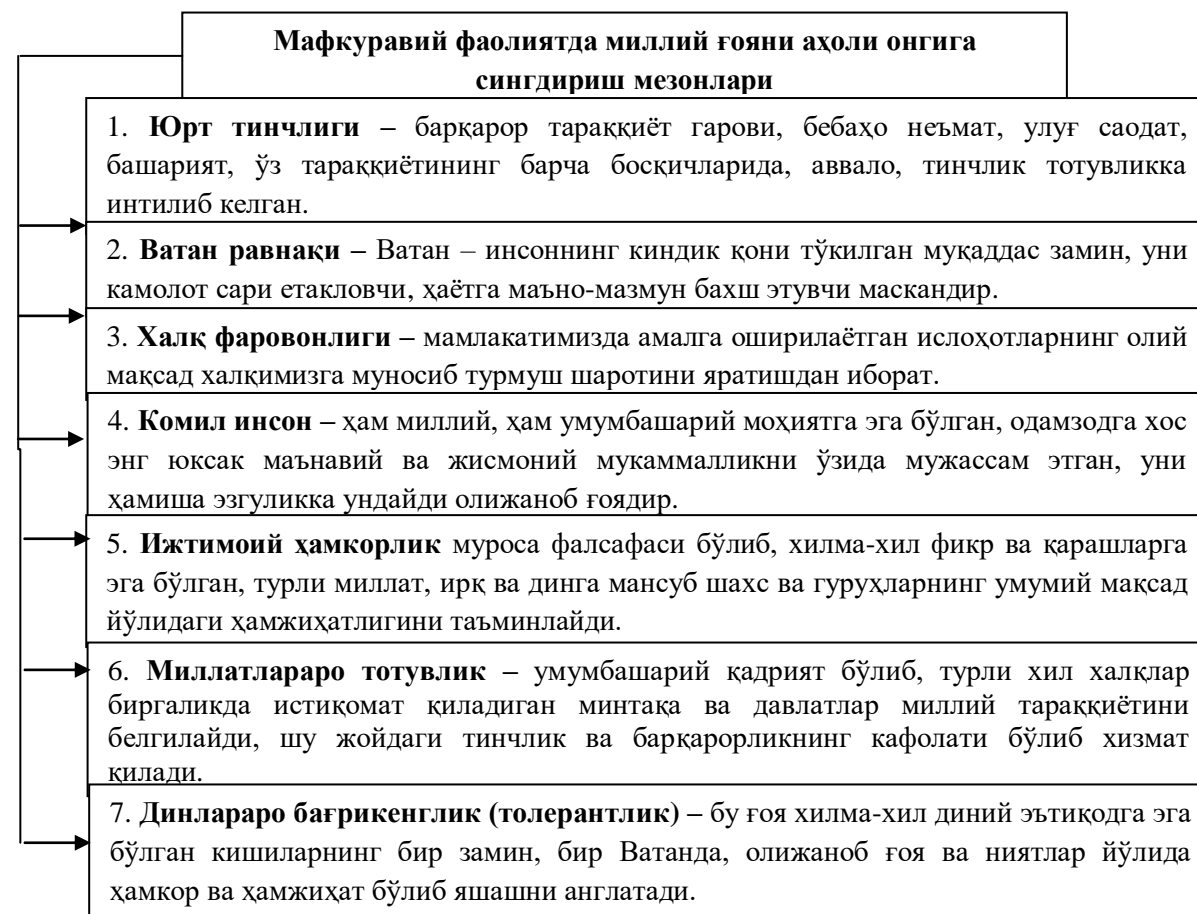 Мафкуравий фаолиятда миллий ғояни аҳоли онгига
сингдириш мезонлари
1. Юрт тинчлиги – барқарор тараққиёт гарови, бебаҳо неъмат, улуғ саодат,
башарият, ўз тараққиётининг барча босқичларида, аввало, тинчлик тотувликка
интилиб келган.
2. Ватан равнақи – Ватан – инсоннинг киндик қони тўкилган муқаддас замин, уни
камолот сари етакловчи, ҳаётга маъно-мазмун бахш этувчи маскандир.
3. Халқ фаровонлиги – мамлакатимизда амалга оширилаётган ислоҳотларнинг олий
мақсад халқимизга муносиб турмуш шаротини яратишдан иборат.
4. Комил инсон – ҳам миллий, ҳам умумбашарий моҳиятга эга бўлган, одамзодга хос
энг юксак маънавий ва жисмоний мукаммалликни ўзида мужассам этган, уни
ҳамиша эзгуликка ундайди олижаноб ғоядир.
5. Ижтимоий ҳамкорлик муроса фалсафаси бўлиб, хилма-хил фикр ва қарашларга
эга бўлган, турли миллат, ирқ ва динга мансуб шахс ва гуруҳларнинг умумий мақсад
йўлидаги ҳамжиҳатлигини таъминлайди.
6. Миллатлараро тотувлик – умумбашарий қадрият бўлиб, турли хил халқлар
биргаликда истиқомат қиладиган минтақа ва давлатлар миллий тараққиётини
белгилайди, шу жойдаги тинчлик ва барқарорликнинг кафолати бўлиб хизмат
қилади.
7. Динлараро бағрикенглик (толерантлик) – бу ғоя хилма-хил диний эътиқодга эга
бўлган кишиларнинг бир замин, бир Ватанда, олижаноб ғоя ва ниятлар йўлида
ҳамкор ва ҳамжиҳат бўлиб яшашни англатади.